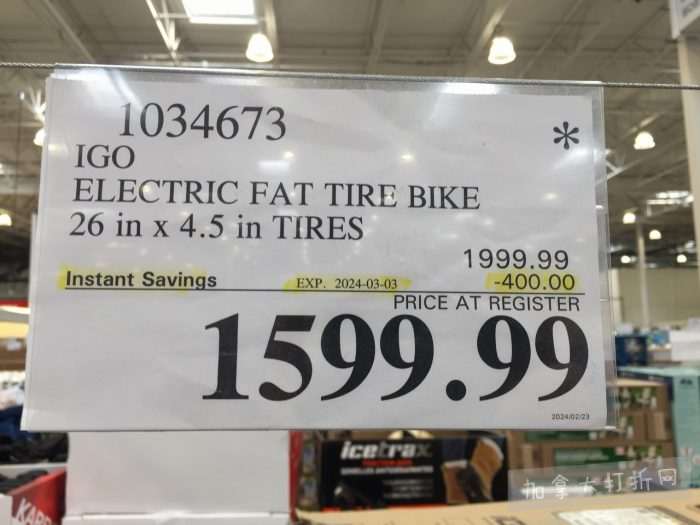 1034673
*
IGO
ELECTRIC FAT TIRE BIKE
26 in x 4.5 in TIRES
1999.99
Instant Savings EXP. 2024-03-03 -400.00
PRICE AT REGISTER
1599.99
2024/02/23
icetrax
加拿大打折网